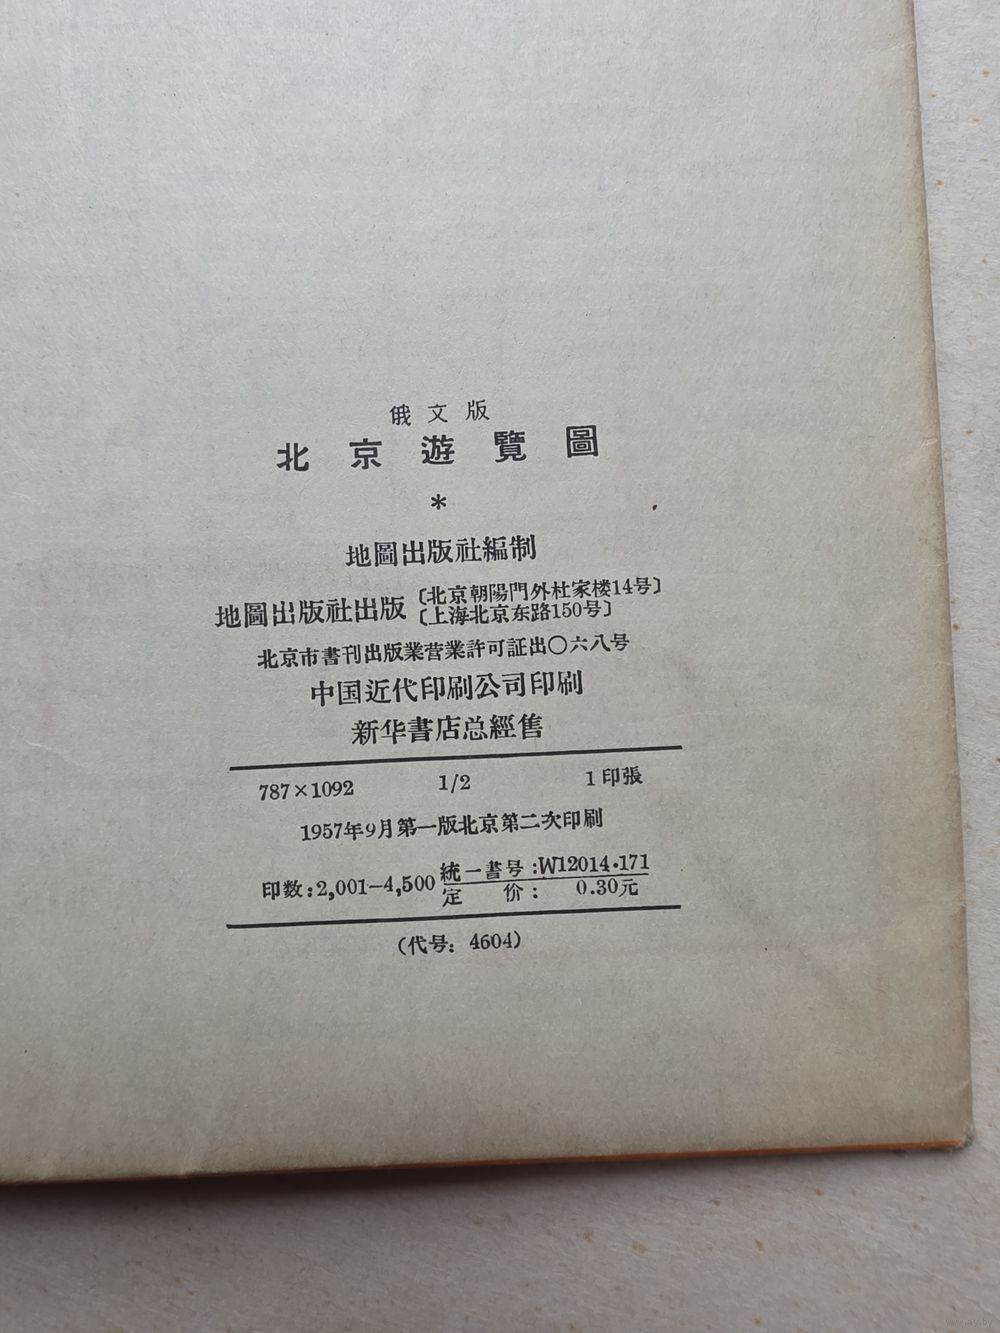 俄文版
北京遊覽圖
*
地圖出版社編制
地圖出版社出版〔北京朝陽門外杜家楼14号〕
〔上海北京东路150号〕
北京市書刊出版業营業許可証出〇六八号
中国近代印刷公司印刷
新华書店总經售
787×1092 1/2 1印張
1957年9月第一版北京第二次印刷
印数:2,001—4,500 統一書号:W12014·171
定价: 0.30元
(代号: 4604)
www.ay.by